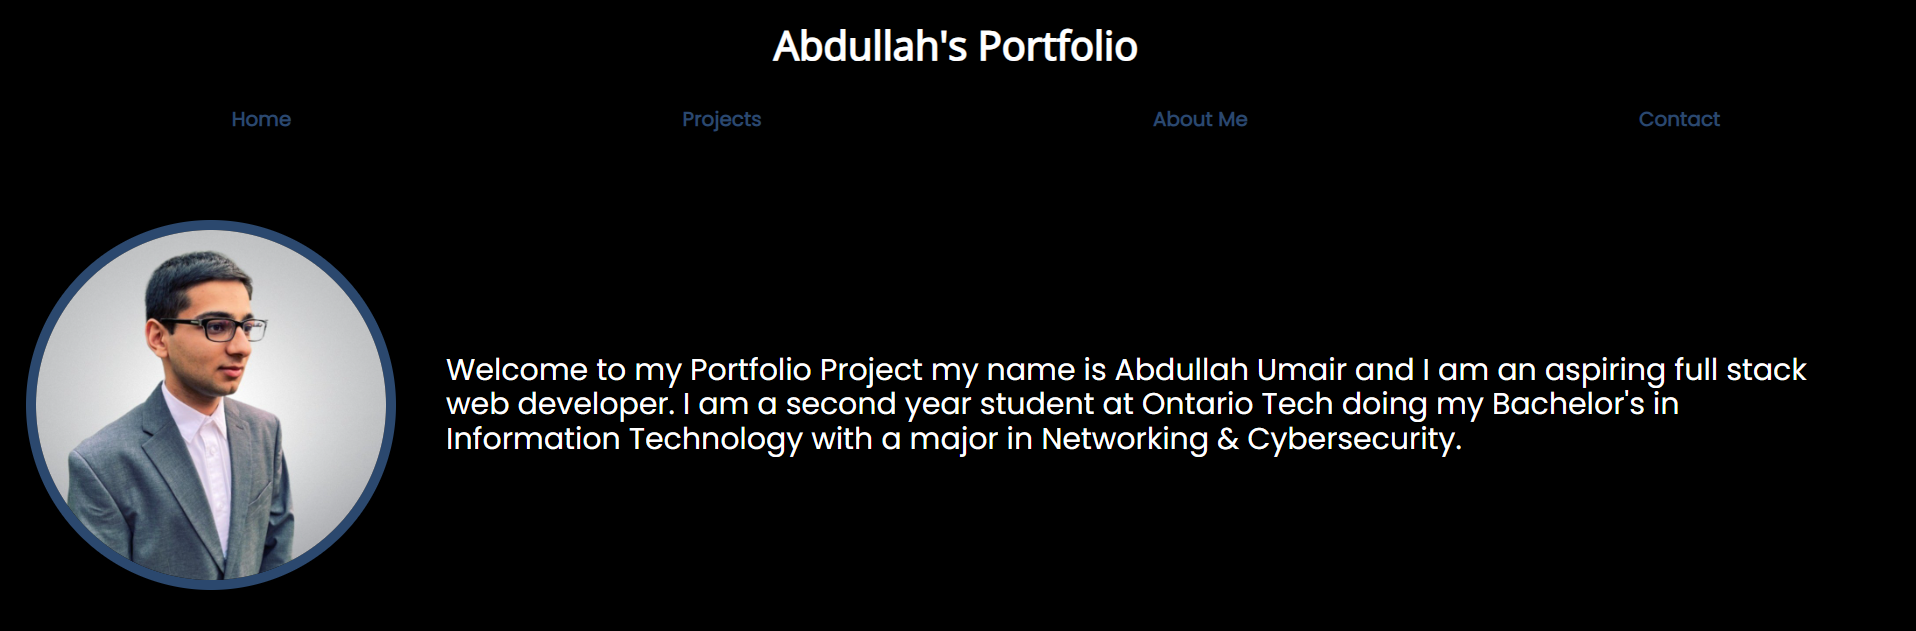 Abdullah's Portfolio
Home
Projects
About Me
Contact
Welcome to my Portfolio Project my name is Abdullah Umair and I am an aspiring full stack
web developer. I am a second year student at Ontario Tech doing my Bachelor's in
Information Technology with a major in Networking & Cybersecurity.